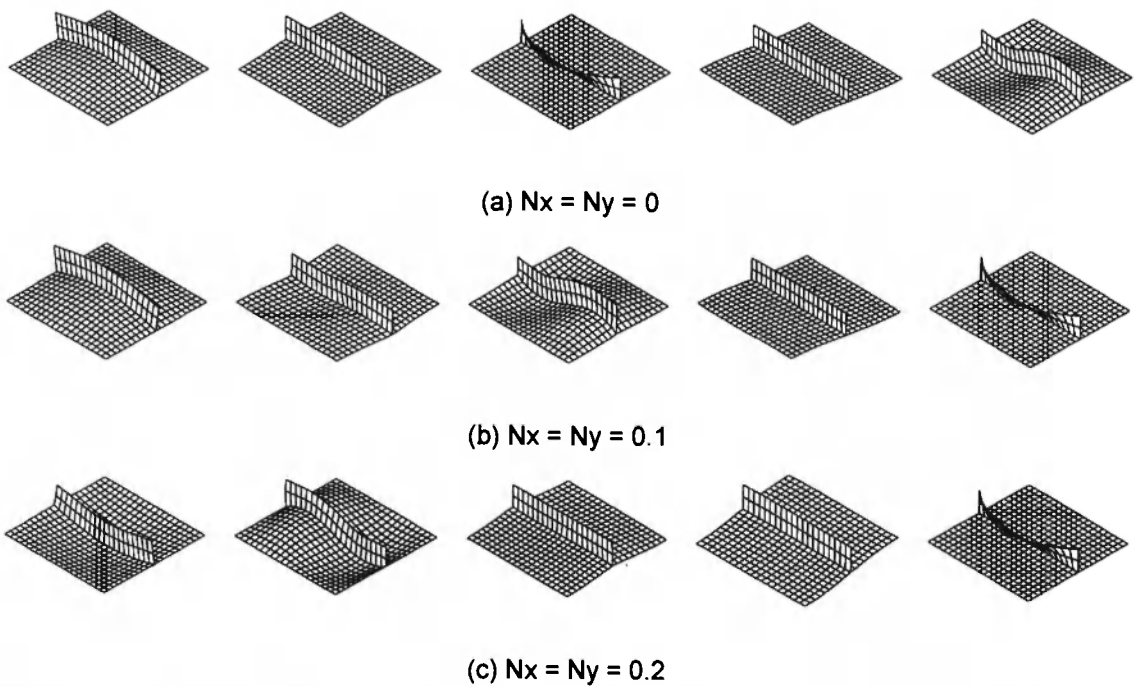 (a) Nx = Ny = 0
(b) Nx = Ny = 0.1
(c) Nx = Ny = 0.2